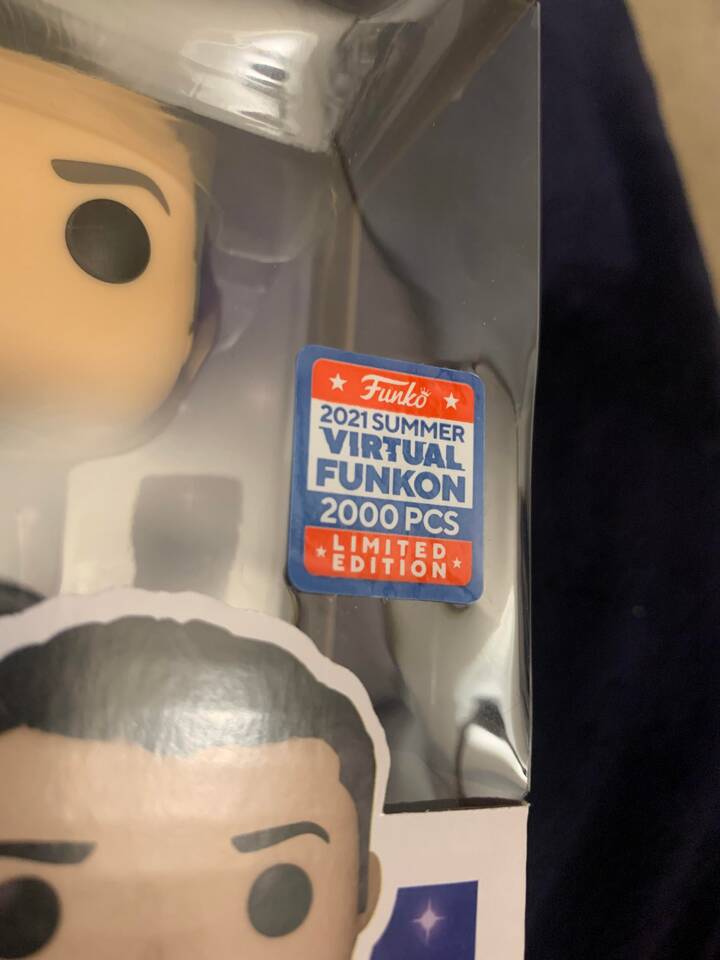 Funko
2021 SUMMER
VIRTUAL
FUNKON
2000 PCS
LIMITED
EDITION